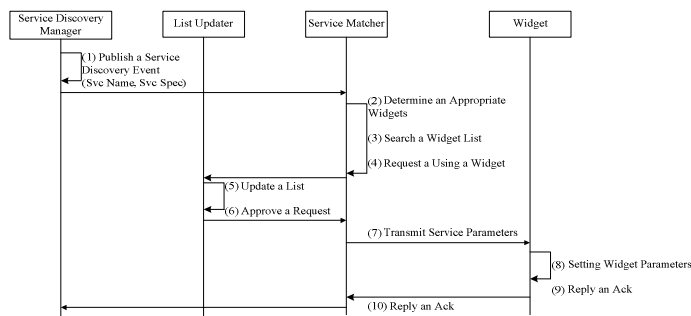 Service Discovery
Manager
List Updater
Service Matcher
Widget
(1) Publish a Service
Discovery Event
(Svc Name, Svc Spec)
(2) Determine an Appropriate
Widgets
(3) Search a Widget List
(4) Request a Using a Widget
(5) Update a List
(6) Approve a Request
(7) Transmit Service Parameters
(8) Setting Widget Parameters
(9) Reply an Ack
(10) Reply an Ack